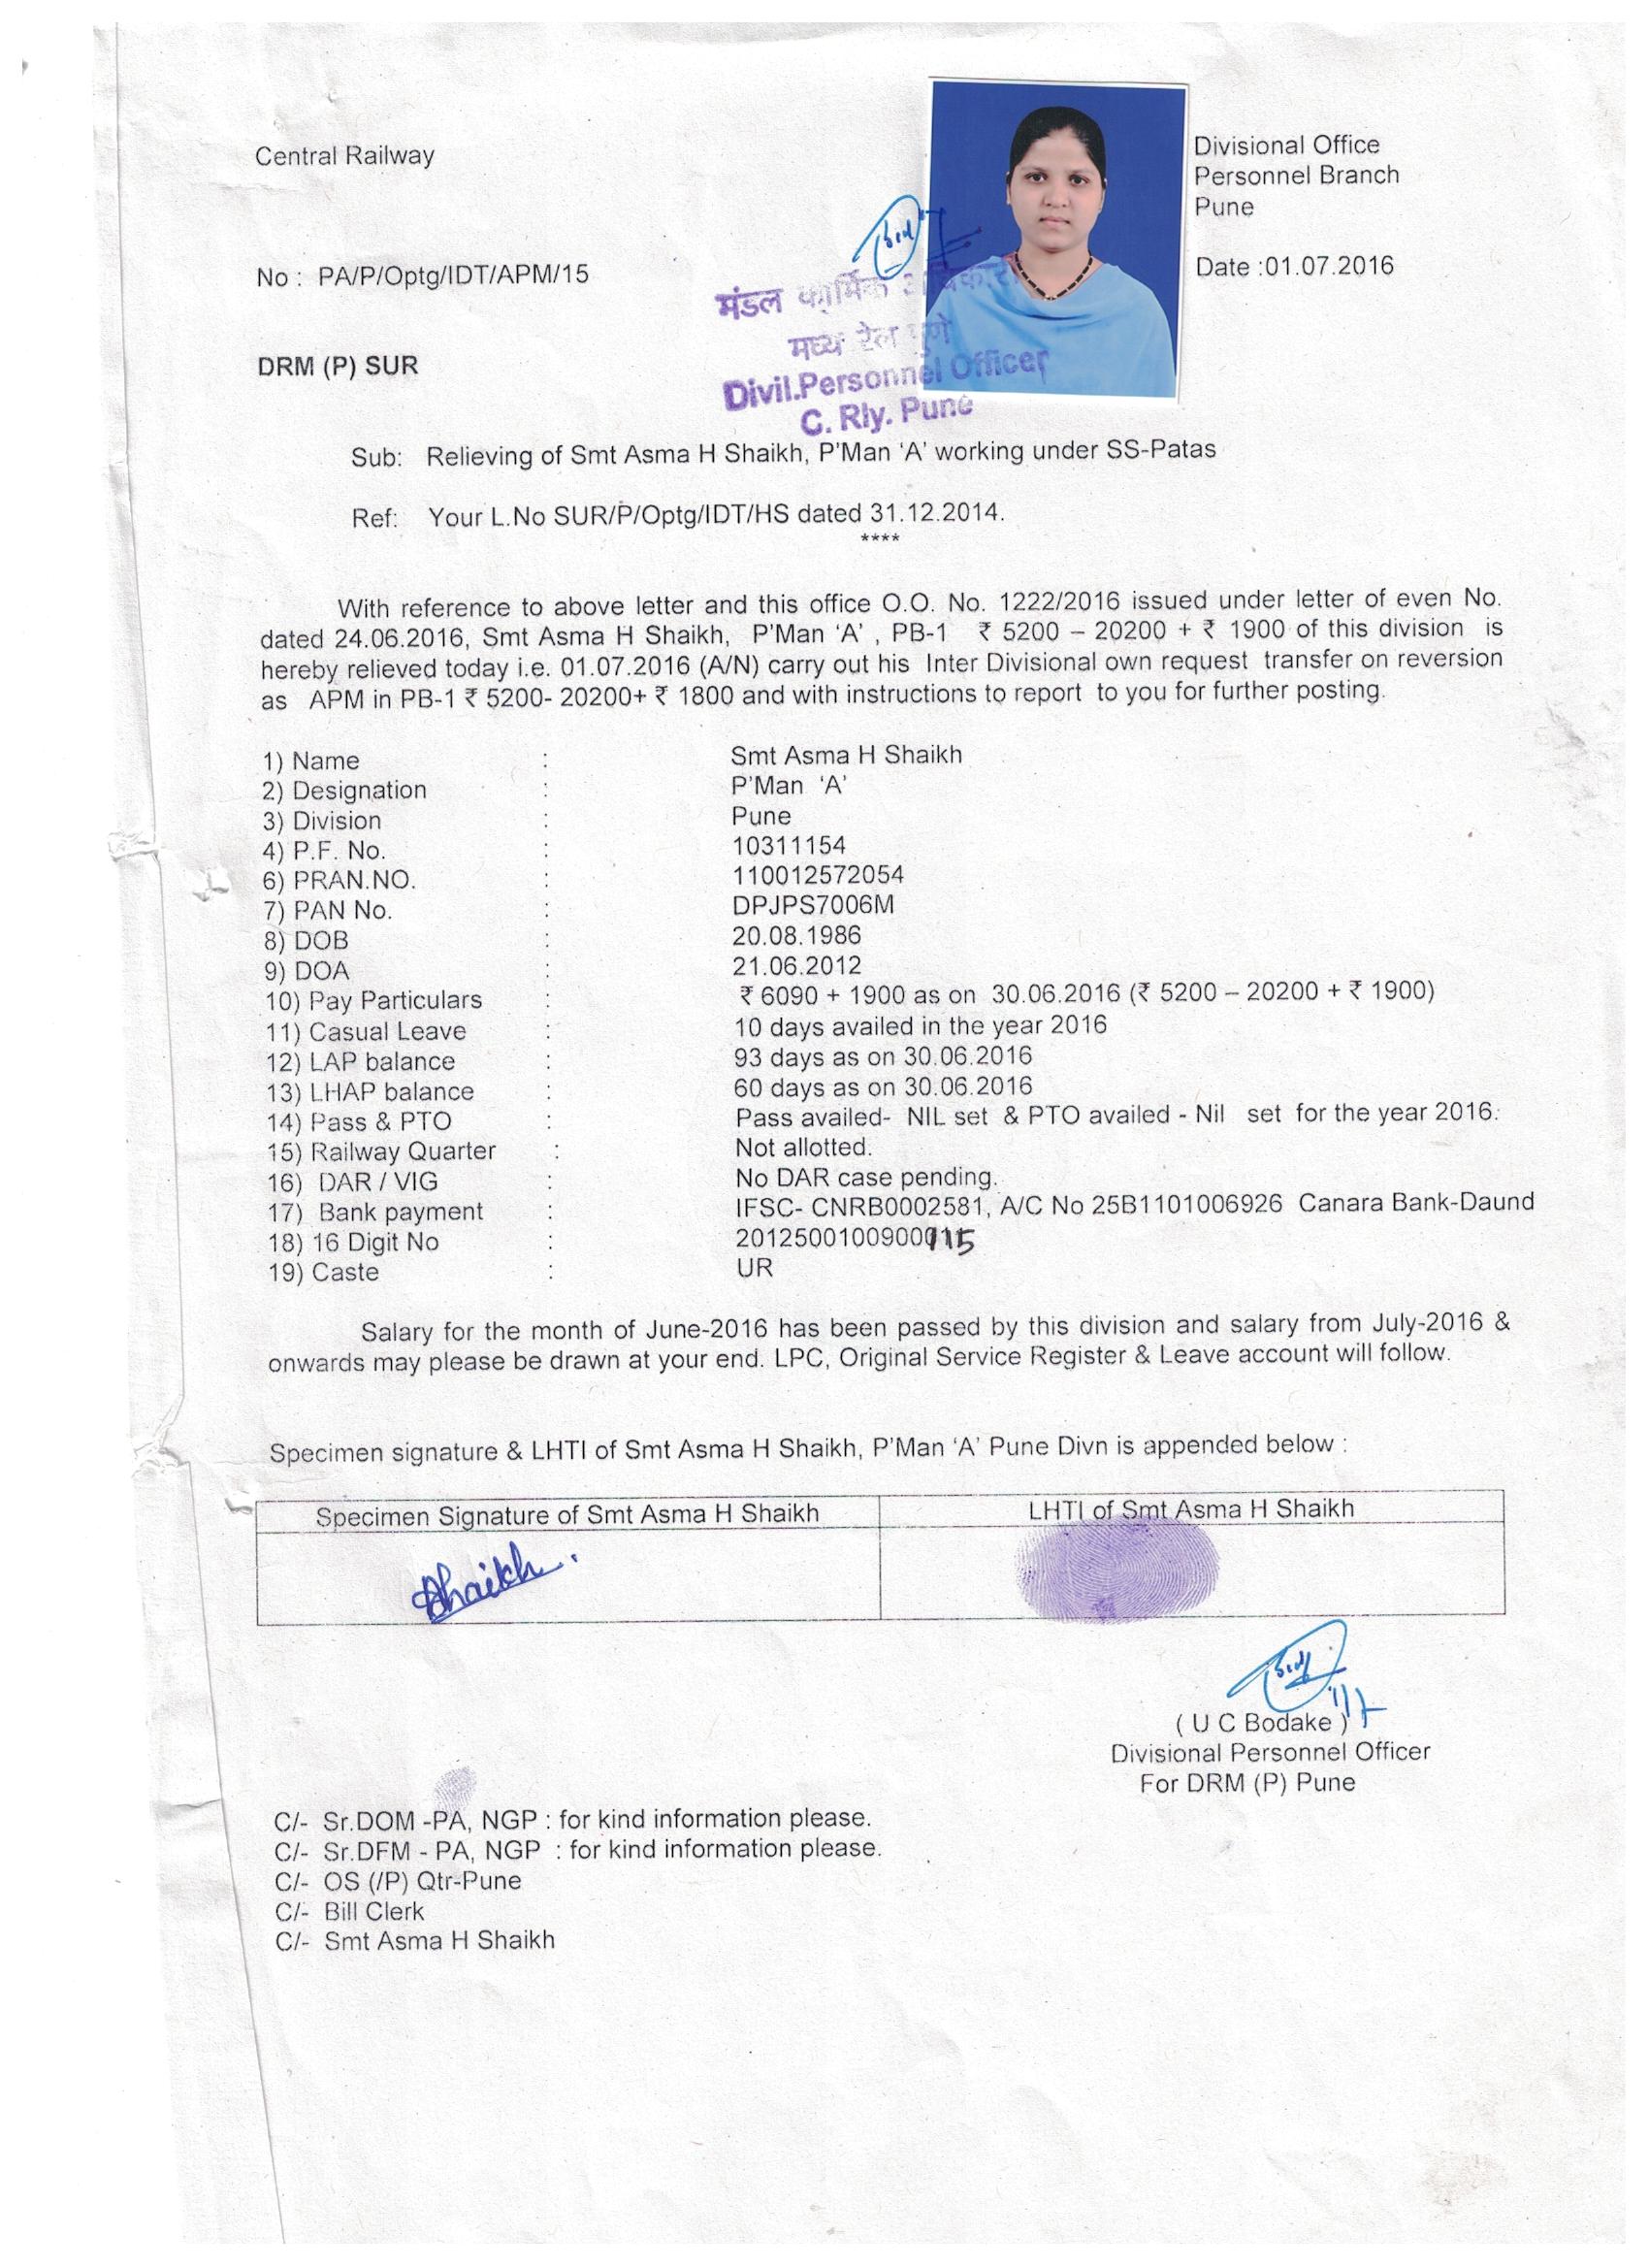 Central Railway
Divisional Office
Personnel Branch
Pune
No : PA/P/Optg/IDT/APM/15
Date :01.07.2016
मंडल कार्मिक
मध्य रेल पुणे
Divil.Personnel Officer
C. Rly. Pune
DRM (P) SUR
Sub: Relieving of Smt Asma H Shaikh, P'Man 'A' working under SS-Patas
Ref: Your L.No SUR/P/Optg/IDT/HS dated 31.12.2014.
****
With reference to above letter and this office O.O. No. 1222/2016 issued under letter of even No.
dated 24.06.2016, Smt Asma H Shaikh, P'Man 'A' , PB-1 ₹ 5200 – 20200 + ₹ 1900 of this division is
hereby relieved today i.e. 01.07.2016 (A/N) carry out his Inter Divisional own request transfer on reversion
as APM in PB-1 ₹ 5200- 20200+ ₹ 1800 and with instructions to report to you for further posting.
1) Name : Smt Asma H Shaikh
2) Designation : P'Man 'A'
3) Division : Pune
4) P.F. No. : 10311154
6) PRAN.NO. : 110012572054
7) PAN No. : DPJPS7006M
8) DOB : 20.08.1986
9) DOA : 21.06.2012
10) Pay Particulars : ₹ 6090 + 1900 as on 30.06.2016 (₹ 5200 – 20200 + ₹ 1900)
11) Casual Leave : 10 days availed in the year 2016
12) LAP balance : 93 days as on 30.06.2016
13) LHAP balance : 60 days as on 30.06.2016
14) Pass & PTO : Pass availed- NIL set & PTO availed - Nil set for the year 2016.
15) Railway Quarter : Not allotted.
16) DAR / VIG : No DAR case pending.
17) Bank payment : IFSC- CNRB0002581, A/C No 25B1101006926 Canara Bank-Daund
18) 16 Digit No :
19) Caste : UR
Salary for the month of June-2016 has been passed by this division and salary from July-2016 &
onwards may please be drawn at your end. LPC, Original Service Register & Leave account will follow.
Specimen signature & LHTI of Smt Asma H Shaikh, P'Man 'A' Pune Divn is appended below :
Specimen Signature of Smt Asma H Shaikh
LHTI of Smt Asma H Shaikh
Shaikh.
( U C Bodake )
Divisional Personnel Officer
For DRM (P) Pune
C/- Sr.DOM -PA, NGP : for kind information please.
C/- Sr.DFM - PA, NGP : for kind information please.
C/- OS (/P) Qtr-Pune
C/- Bill Clerk
C/- Smt Asma H Shaikh